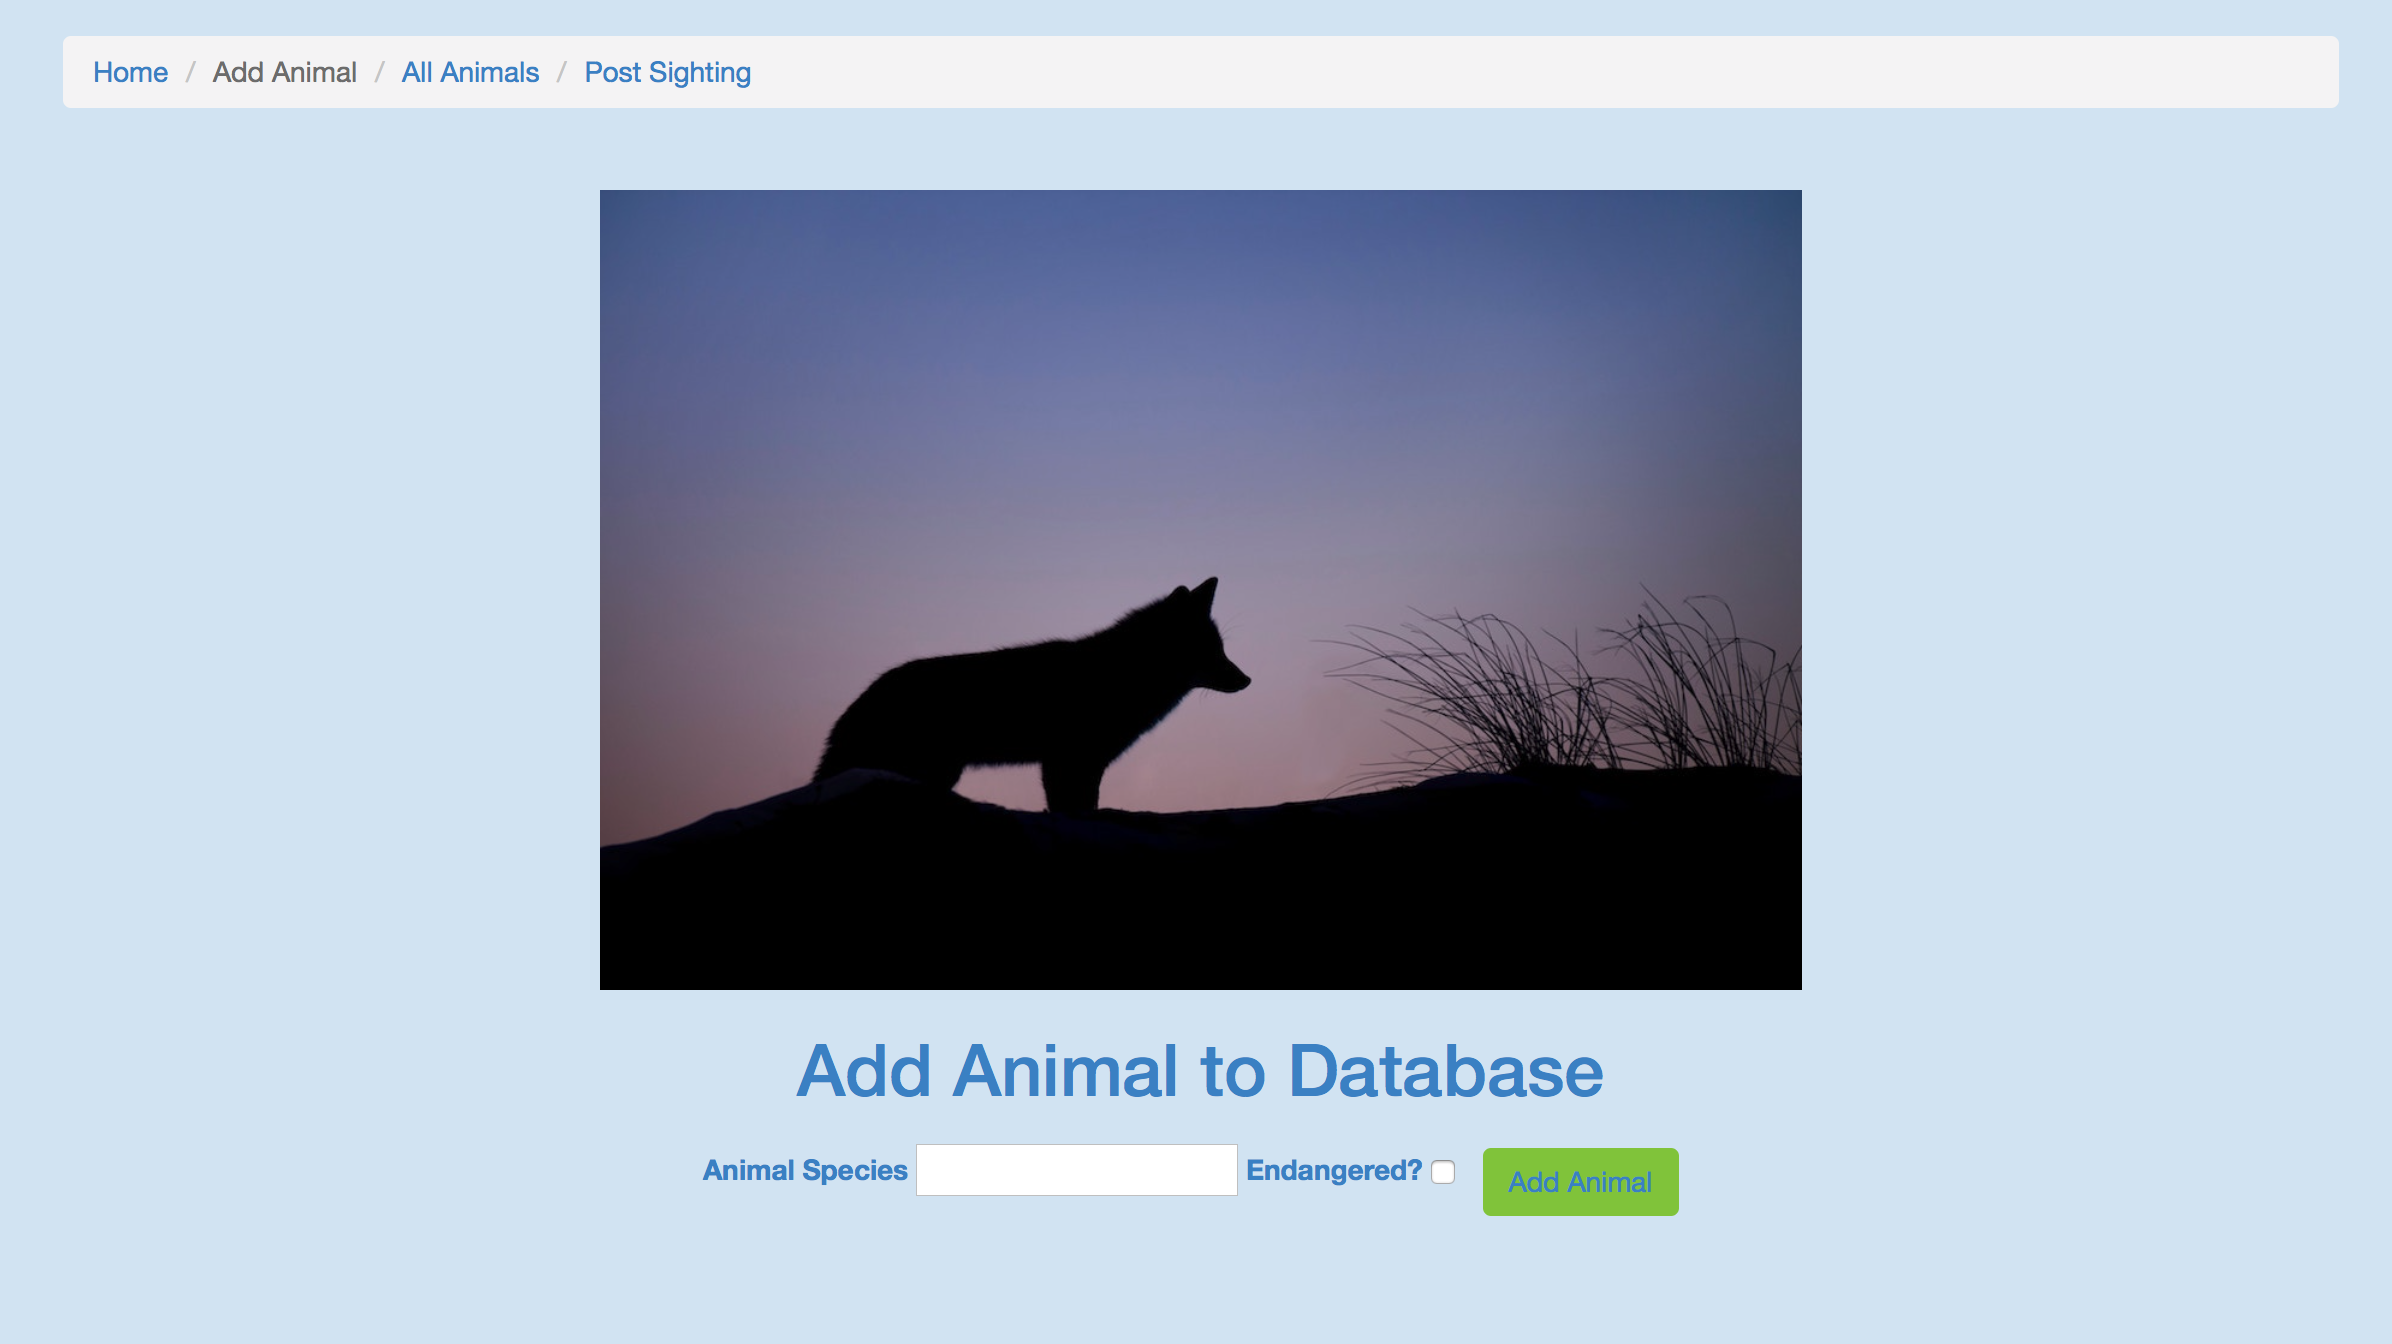 Home / Add Animal / All Animals / Post Sighting
Add Animal to Database
Animal Species Endangered? Add Animal